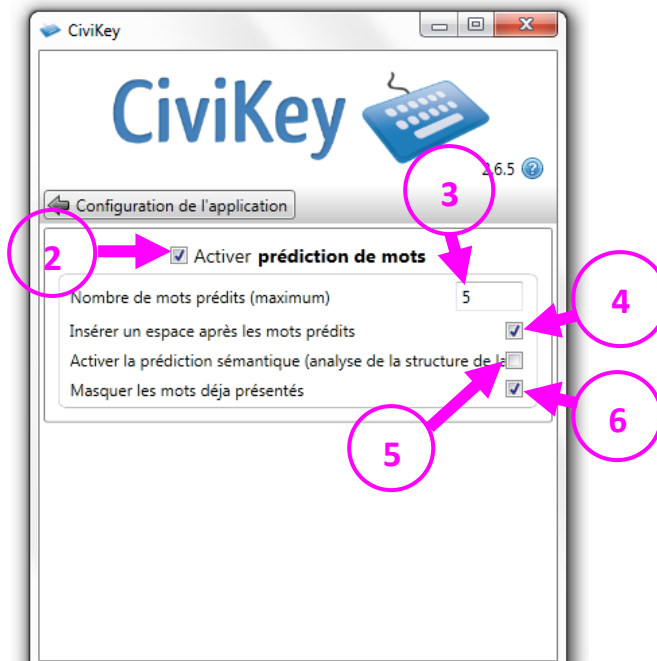 CiviKey
CiviKey
2.6.5
3
Configuration de l'application
2
Activer prédiction de mots
Nombre de mots prédits (maximum) 5
4
Insérer un espace après les mots prédits
Activer la prédiction sémantique (analyse de la structure de la
Masquer les mots déja présentés
6
5